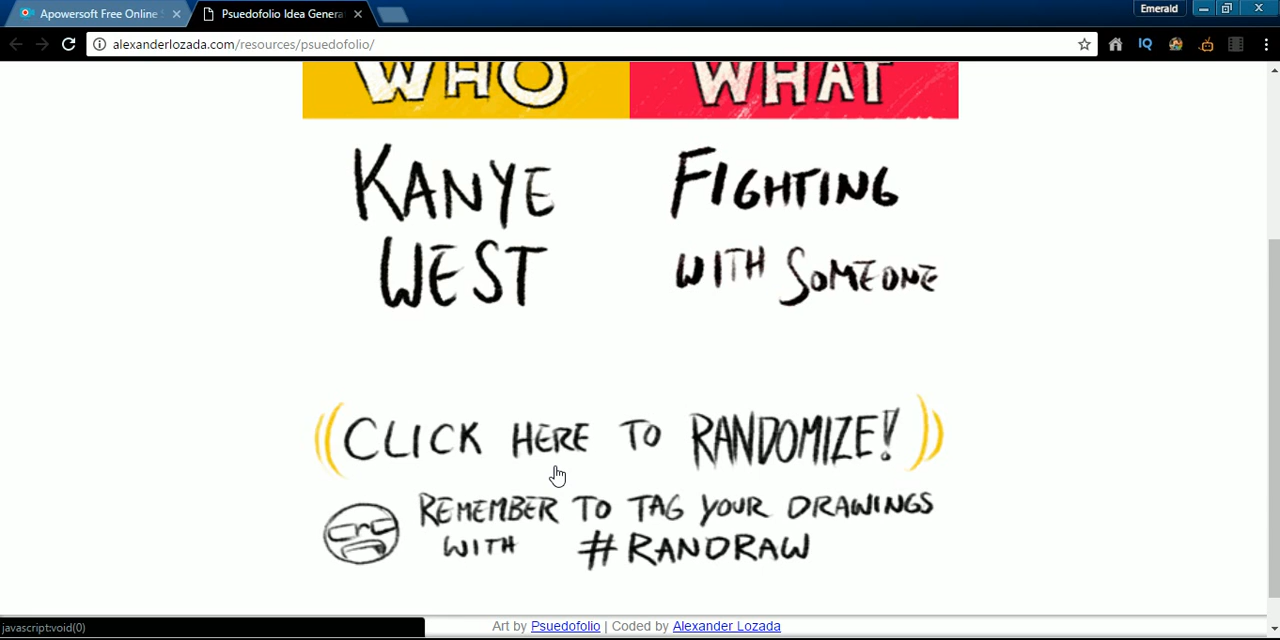 Apowersoft Free Online S
Psuedofolio Idea Genera
Emerald
alexanderlozada.com/resources/psuedofolio/
IQ
WHO WHAT
KANYE
WEST
FIGHTING
WITH SOMEONE
((CLICK HERE TO RANDOMIZE!))
REMEMBER TO TAG YOUR DRAWINGS
WITH #RANDRAW
javascript:void(0)
Art by Psuedofolio | Coded by Alexander Lozada